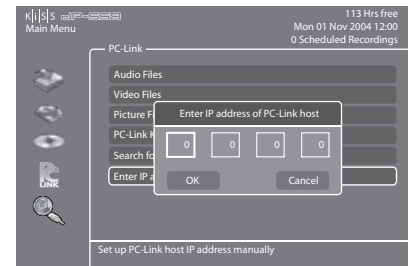 KiSS DP-558
Main Menu
113 Hrs free
Mon 01 Nov 2004 12:00
0 Scheduled Recordings
PC-Link
Audio Files
Video Files
Picture Fi
PC-Link K
Search fo
Enter IP a
Enter IP address of PC-Link host
0 0 0 0
OK Cancel
LINK
Set up PC-Link host IP address manually